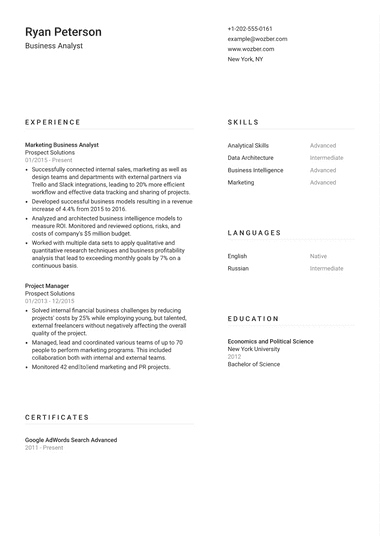 Ryan Peterson
Business Analyst
+1-202-555-0161
example@wozber.com
www.wozber.com
New York, NY
EXPERIENCE
Marketing Business Analyst
Prospect Solutions
01/2015 - Present
• Successfully connected internal sales, marketing as well as
design teams and departments with external partners via
Trello and Slack integrations, leading to 20% more efficient
workflow and effective data tracking and sharing of projects.
• Developed successful business models resulting in a revenue
increase of 4.4% from 2015 to 2016.
• Analyzed and architected business intelligence models to
measure ROI. Monitored and reviewed options, risks, and
costs of company's $5 million budget.
• Worked with multiple data sets to apply qualitative and
quantitative research techniques and business profitability
analysis that lead to exceeding monthly goals by 7% on a
continuous basis.
Project Manager
Prospect Solutions
01/2013 - 12/2015
• Solved internal financial business challenges by reducing
projects' costs by 25% while employing young, but talented,
external freelancers without negatively affecting the overall
quality of the project.
• Managed, lead and coordinated various teams of up to 70
people to perform marketing programs. This included
collaboration both with internal and external teams.
• Monitored 42 end to end marketing and PR projects.
CERTIFICATES
Google AdWords Search Advanced
2011 - Present
SKILLS
Analytical Skills Advanced
Data Architecture Intermediate
Business Intelligence Advanced
Marketing Advanced
LANGUAGES
English Native
Russian Intermediate
EDUCATION
Economics and Political Science
New York University
2012
Bachelor of Science